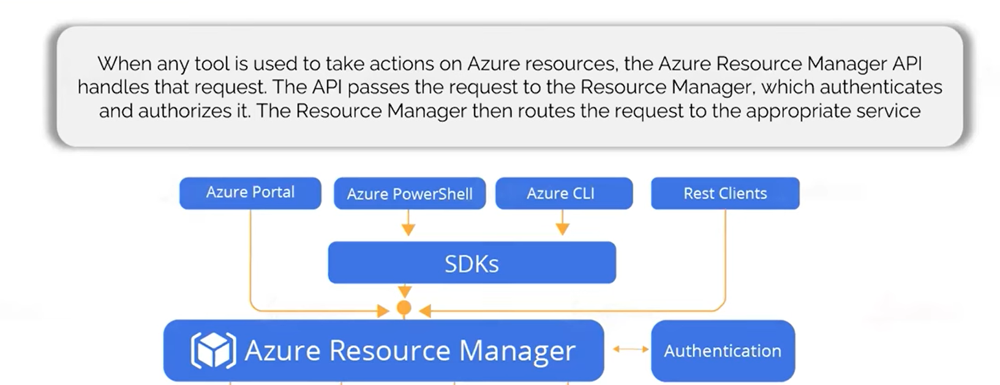 When any tool is used to take actions on Azure resources, the Azure Resource Manager API
handles that request. The API passes the request to the Resource Manager, which authenticates
and authorizes it. The Resource Manager then routes the request to the appropriate service
Azure Portal
Azure PowerShell
Azure CLI
Rest Clients
SDKs
Azure Resource Manager
Authentication